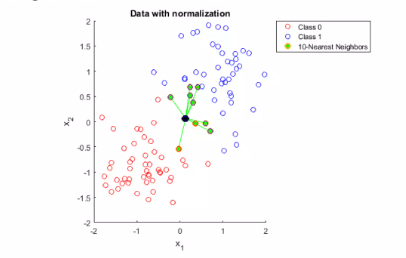 Data with normalization
Class 0
Class 1
10-Nearest Neighbors
2
1.5
1
0.5
0
-0.5
-1
-1.5
-2
x2
-2
-1
0
1
2
x1